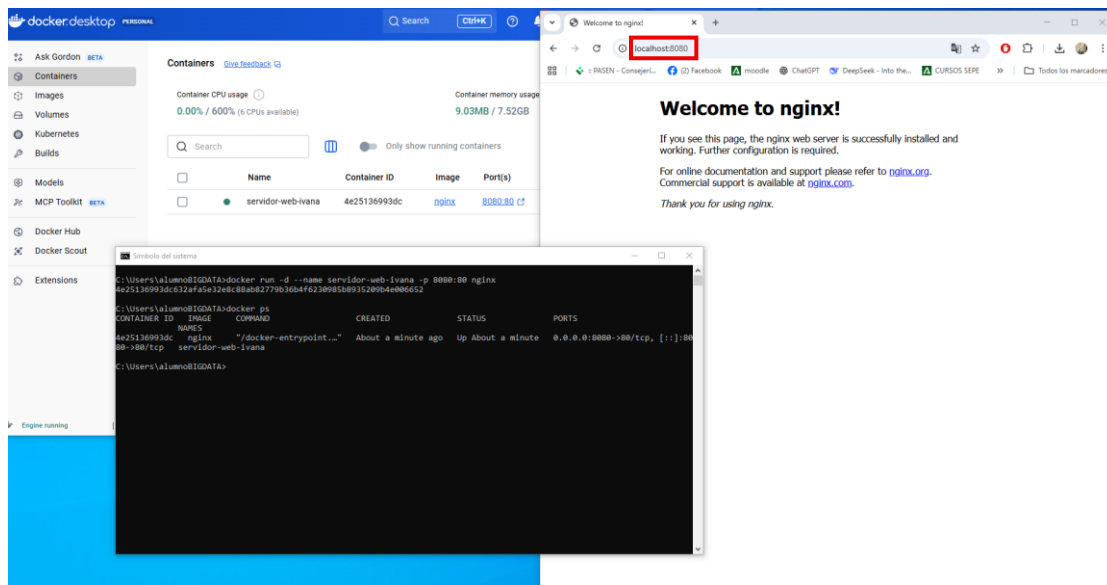 docker.desktop PERSONAL
Search Ctrl+K
Ask Gordon BETA
Containers
Images
Volumes
Kubernetes
Builds
Models
MCP Toolkit BETA
Docker Hub
Docker Scout
Extensions
Engine running
Containers Give feedback
Container CPU usage
0.00% / 600% (6 CPUs available)
Container memory usage
9.03MB / 7.52GB
Search
Only show running containers
Name Container ID Image Port(s)
servidor-web-ivana 4e25136993dc nginx 8080:80
Welcome to nginx!
localhost:8080
:: PASEN - Consejerí... (2) Facebook moodle ChatGPT DeepSeek - Into the... CURSOS SEPE » Todos los marcadores
Welcome to nginx!
If you see this page, the nginx web server is successfully installed and
working. Further configuration is required.
For online documentation and support please refer to nginx.org.
Commercial support is available at nginx.com.
Thank you for using nginx.
Símbolo del sistema
C:\Users\alumnoBIGDATA>docker run -d --name servidor-web-ivana -p 8080:80 nginx
C:\Users\alumnoBIGDATA>docker ps
CONTAINER ID IMAGE COMMAND CREATED STATUS PORTS
NAMES
4e25136993dc nginx "/docker-entrypoint.…" About a minute ago Up About a minute 0.0.0.0:8080->80/tcp, [::]:80
80->80/tcp servidor-web-ivana
C:\Users\alumnoBIGDATA>